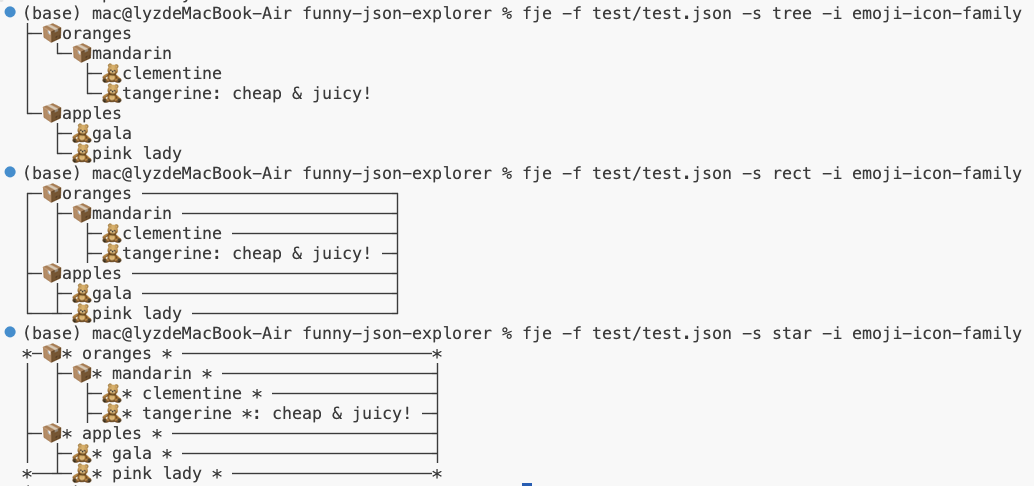 (base) mac@lyzdeMacBook-Air funny-json-explorer % fje -f test/test.json -s tree -i emoji-icon-family
├─📦oranges
│  └─📦mandarin
│     ├─🧸clementine
│     └─🧸tangerine: cheap & juicy!
└─📦apples
   ├─🧸gala
   └─🧸pink lady
(base) mac@lyzdeMacBook-Air funny-json-explorer % fje -f test/test.json -s rect -i emoji-icon-family
┌─📦oranges ─────────────────────────┐
│  ├─📦mandarin ─────────────────────┤
│  │  ├─🧸clementine ────────────────┤
│  │  ├─🧸tangerine: cheap & juicy! ─┤
├─📦apples ──────────────────────────┤
│  ├─🧸gala ─────────────────────────┤
└──┴─🧸pink lady ────────────────────┘
(base) mac@lyzdeMacBook-Air funny-json-explorer % fje -f test/test.json -s star -i emoji-icon-family
*─📦* oranges * ─────────────────────────*
│  ├─📦* mandarin * ─────────────────────┤
│  │  ├─🧸* clementine * ────────────────┤
│  │  ├─🧸* tangerine *: cheap & juicy! ─┤
├─📦* apples * ──────────────────────────┤
│  ├─🧸* gala * ─────────────────────────┤
*──┴─🧸* pink lady * ────────────────────*